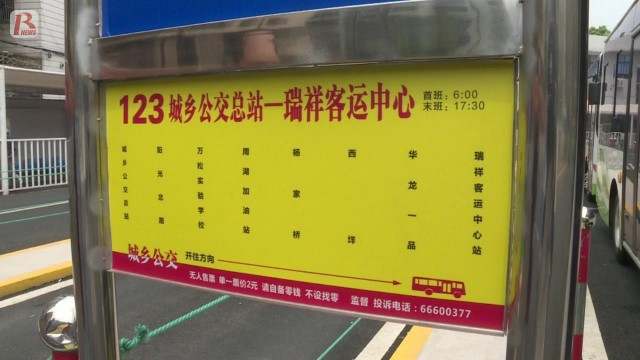 R
NEWS
123 城乡公交总站—瑞祥客运中心
首班: 6:00
末班: 17:30
城乡公交总站
阳光北路
万松实验学校
周湖加油站
杨家桥
西垟
华龙一品
瑞祥客运中心站
城乡公交 开往方向
无人售票 单一票价2元 请自备零钱 不设找零 监督 投诉电话: 66600377